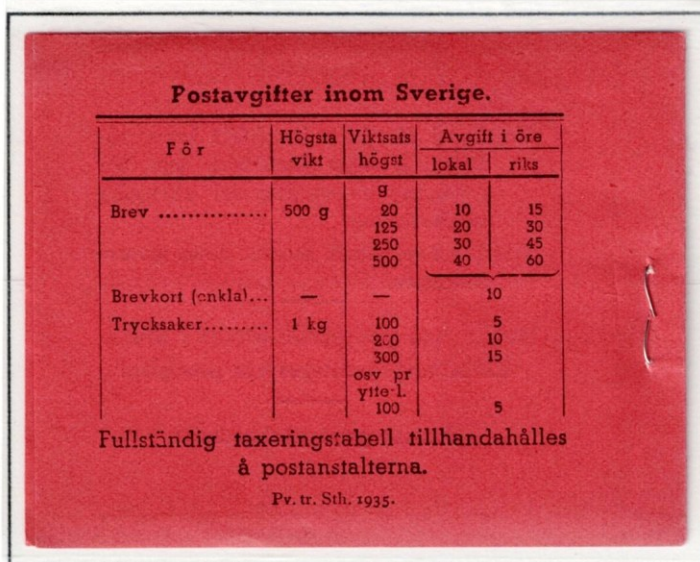 Postavgifter inom Sverige.
För Högsta vikt Viktsats högst Avgift i öre
lokal riks
g
Brev ............... 500 g 20 10 15
125 20 30
250 30 45
500 40 60
Brevkort (enkla)... — — 10
Trycksaker......... 1 kg 100 5
200 10
300 15
osv pr
ytte·l.
100 5
Fullständig taxeringstabell tillhandahålles
å postanstalterna.
Pv. tr. Sth. 1935.